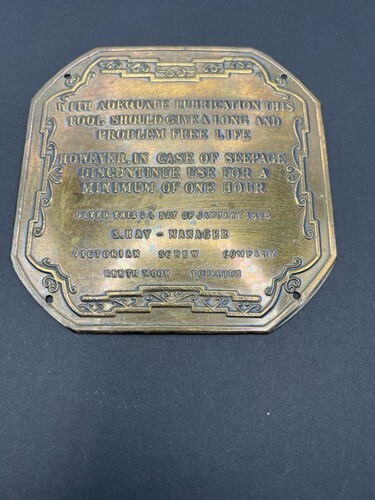 WITH ADEQUATE LUBRICATION THIS
TOOL SHOULD GIVE A LONG AND
PROBLEM FREE LIFE
HOWEVER, IN CASE OF SEEPAGE
DISCONTINUE USE FOR A
MINIMUM OF ONE HOUR
DATED THIS DAY OF JANUARY 1895
S. HAY - MANAGER
VICTORIAN SCREW COMPANY